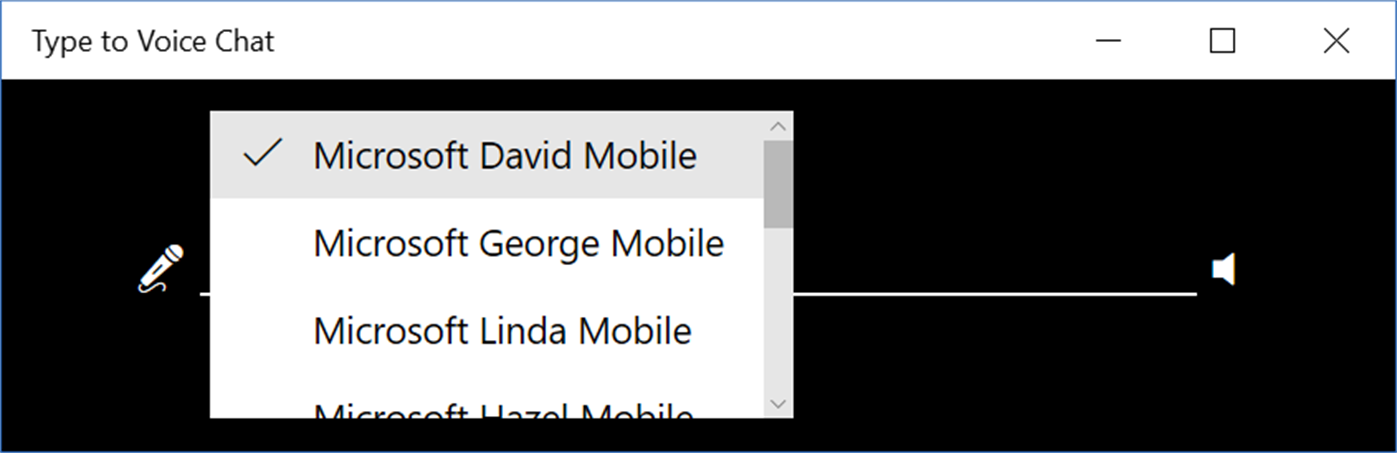 Type to Voice Chat
Microsoft David Mobile
Microsoft George Mobile
Microsoft Linda Mobile
Microsoft Hazel Mobile